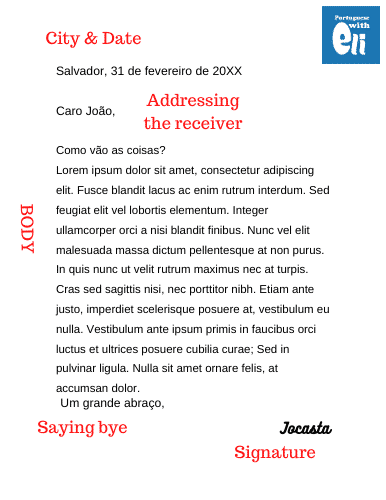 Portuguese
with
eli
City & Date
Salvador, 31 de fevereiro de 20XX
Addressing
the receiver
Caro João,
Como vão as coisas?
Lorem ipsum dolor sit amet, consectetur adipiscing
elit. Fusce blandit lacus ac enim rutrum interdum. Sed
feugiat elit vel lobortis elementum. Integer
ullamcorper orci a nisi blandit finibus. Nunc vel elit
malesuada massa dictum pellentesque at non purus.
In quis nunc ut velit rutrum maximus nec at turpis.
Cras sed sagittis nisi, nec porttitor nibh. Etiam ante
justo, imperdiet scelerisque posuere at, vestibulum eu
nulla. Vestibulum ante ipsum primis in faucibus orci
luctus et ultrices posuere cubilia curae; Sed in
pulvinar ligula. Nulla sit amet ornare felis, at
accumsan dolor.
BODY
Um grande abraço,
Saying bye
Jocasta
Signature